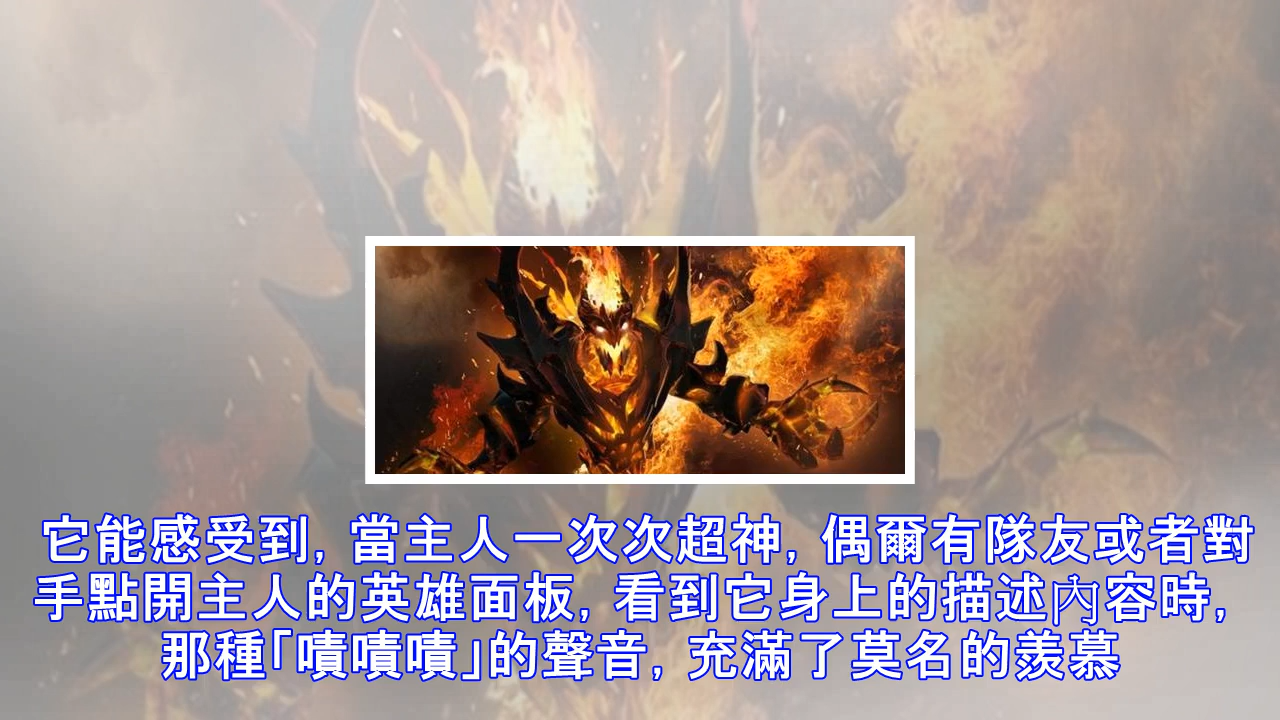 它能感受到, 當主人一次次超神, 偶爾有隊友或者對
手點開主人的英雄面板, 看到它身上的描述內容時,
那種「嘖嘖嘖」的聲音, 充滿了莫名的羨慕